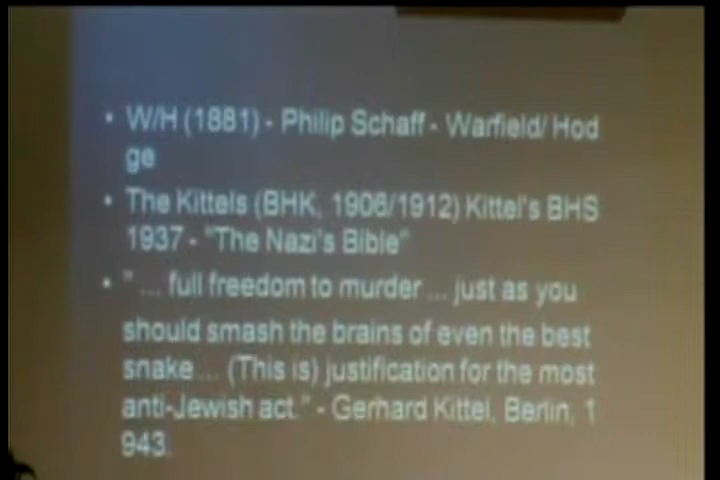 • W/H (1881) - Philip Schaff - Warfield/ Hod
ge
• The Kittels (BHK, 1906/1912) Kittel's BHS
1937 - "The Nazi's Bible"
• " ... full freedom to murder ... just as you
should smash the brains of even the best
snake ... (This is) justification for the most
anti-Jewish act." - Gerhard Kittel, Berlin, 1
943.